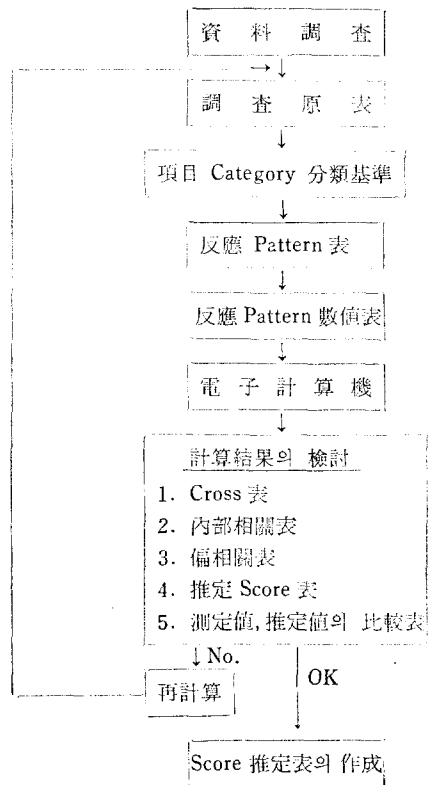 資料調査
調査原表
項目 Category 分類基準
反應 Pattern 表
反應 Pattern 數値表
電子計算機
計算結果의 檢討
1. Cross 表
2. 內部相關表
3. 偏相關表
4. 推定 Score 表
5. 測定値, 推定値의 比較表
No.
OK
再計算
Score 推定表의 作成